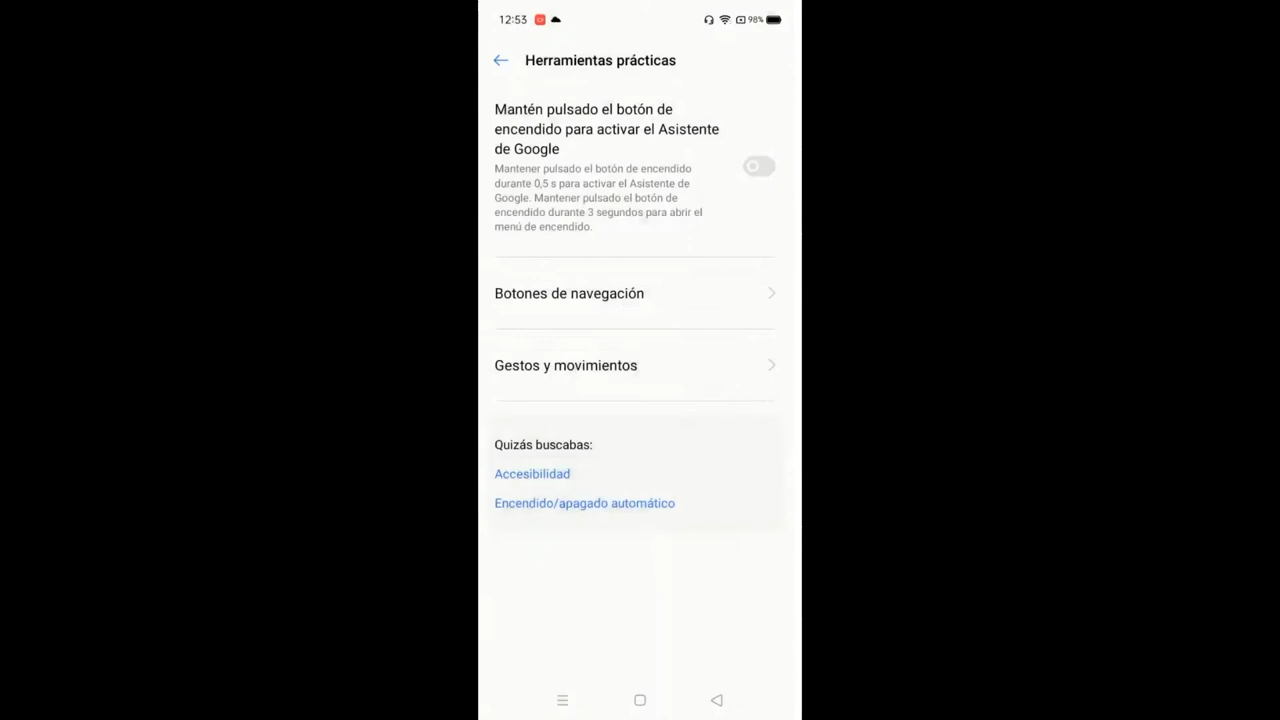 12:53 98%
Herramientas prácticas
Mantén pulsado el botón de
encendido para activar el Asistente
de Google
Mantener pulsado el botón de encendido
durante 0,5 s para activar el Asistente de
Google. Mantener pulsado el botón de
encendido durante 3 segundos para abrir el
menú de encendido.
Botones de navegación
Gestos y movimientos
Quizás buscabas:
Accesibilidad
Encendido/apagado automático